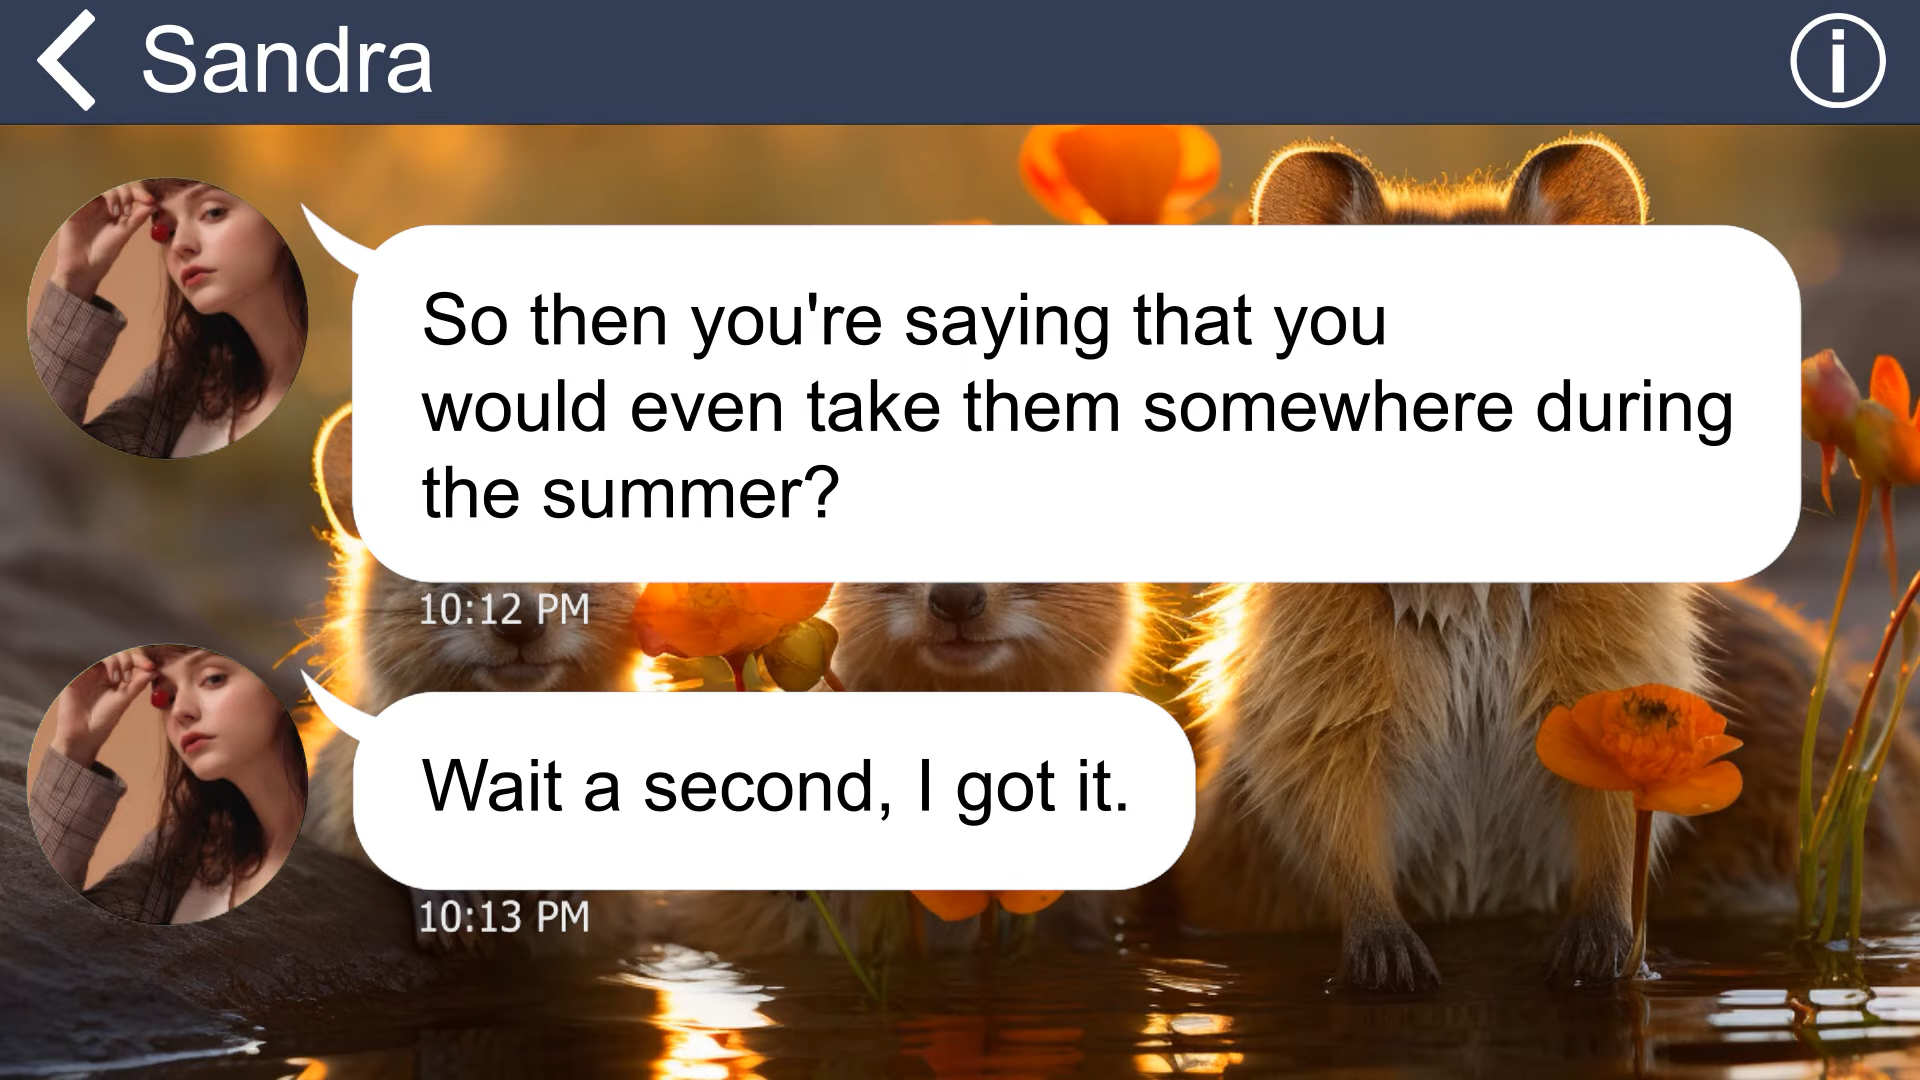 Sandra
So then you're saying that you
would even take them somewhere during
the summer?
10:12 PM
Wait a second, I got it.
10:13 PM